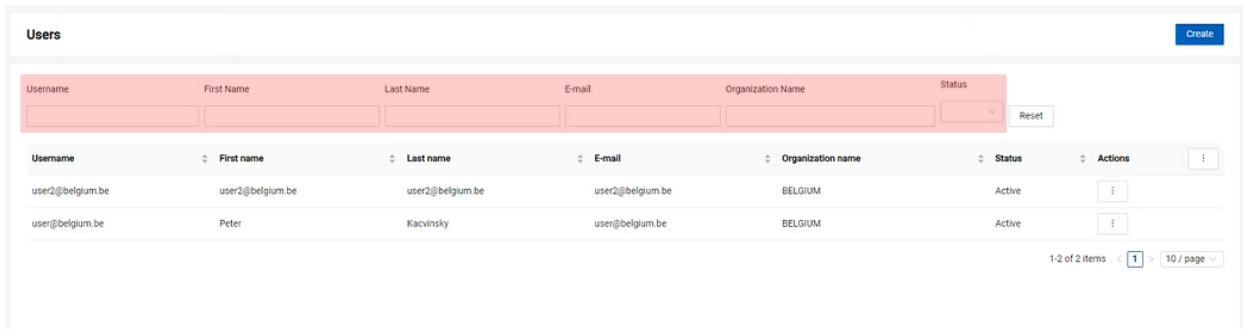 Users
Create
Username First Name Last Name E-mail Organization Name Status
Reset
Username First name Last name E-mail Organization name Status Actions
user2@belgium.be user2@belgium.be user2@belgium.be user2@belgium.be BELGIUM Active
user@belgium.be Peter Kacvinsky user@belgium.be BELGIUM Active
1-2 of 2 items < 1 > 10 / page